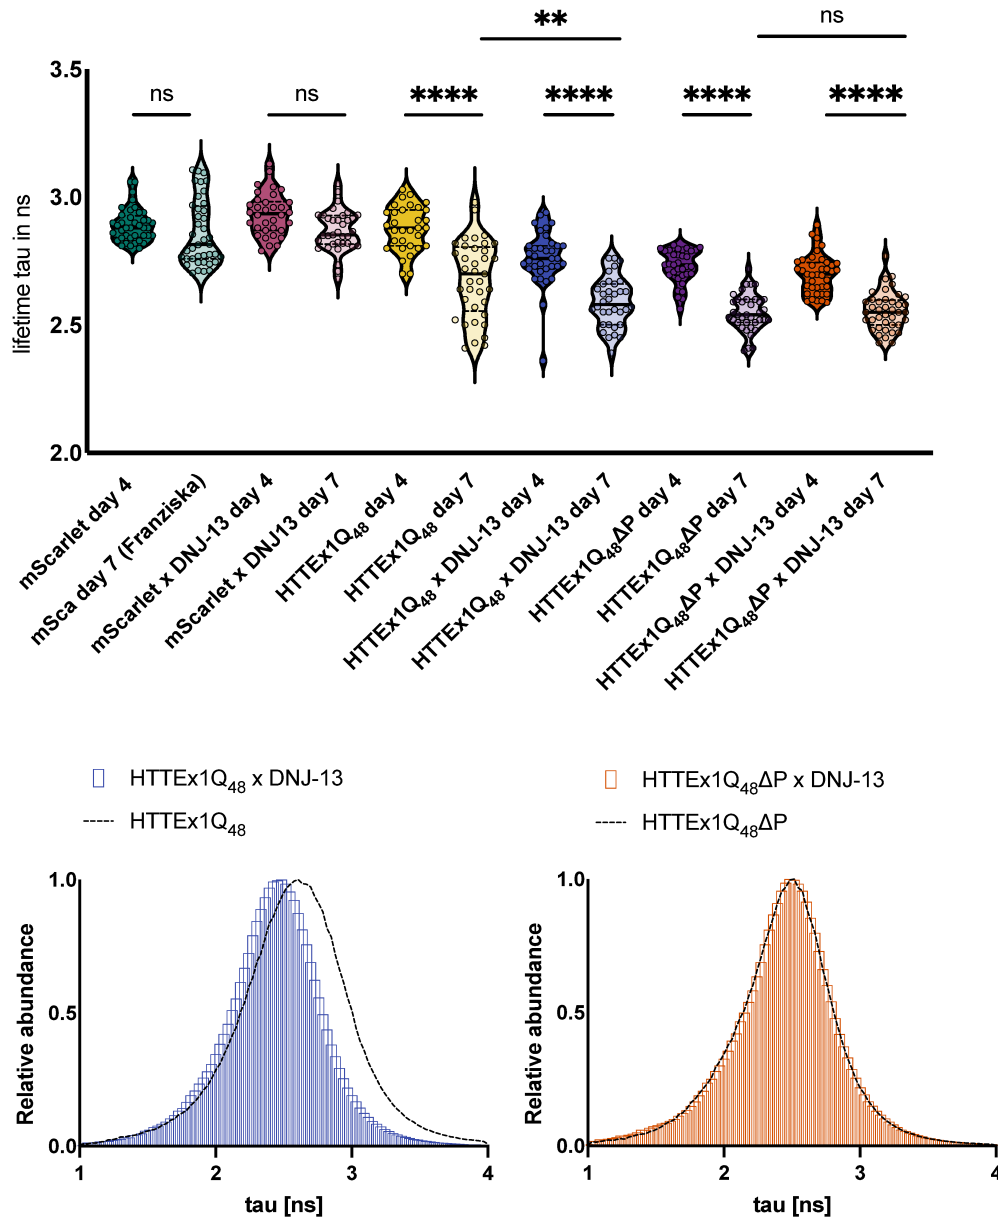 **
ns
ns
ns
****
****
****
****
3.5
3.0
2.5
2.0
lifetime tau in ns
mScarlet day 4
mSca day 7 (Franziska)
mScarlet x DNJ-13 day 4
mScarlet x DNJ13 day 7
HTTEx1Q₄₈ day 4
HTTEx1Q₄₈ day 7
HTTEx1Q₄₈ x DNJ-13 day 4
HTTEx1Q₄₈ x DNJ-13 day 7
HTTEx1Q₄₈ΔP day 4
HTTEx1Q₄₈ΔP day 7
HTTEx1Q₄₈ΔP x DNJ-13 day 4
HTTEx1Q₄₈ΔP x DNJ-13 day 7
HTTEx1Q₄₈ x DNJ-13
HTTEx1Q₄₈
1.0
0.5
0.0
Relative abundance
1 2 3 4
tau [ns]
HTTEx1Q₄₈ΔP x DNJ-13
HTTEx1Q₄₈ΔP
1.0
0.5
0.0
Relative abundance
1 2 3 4
tau [ns]